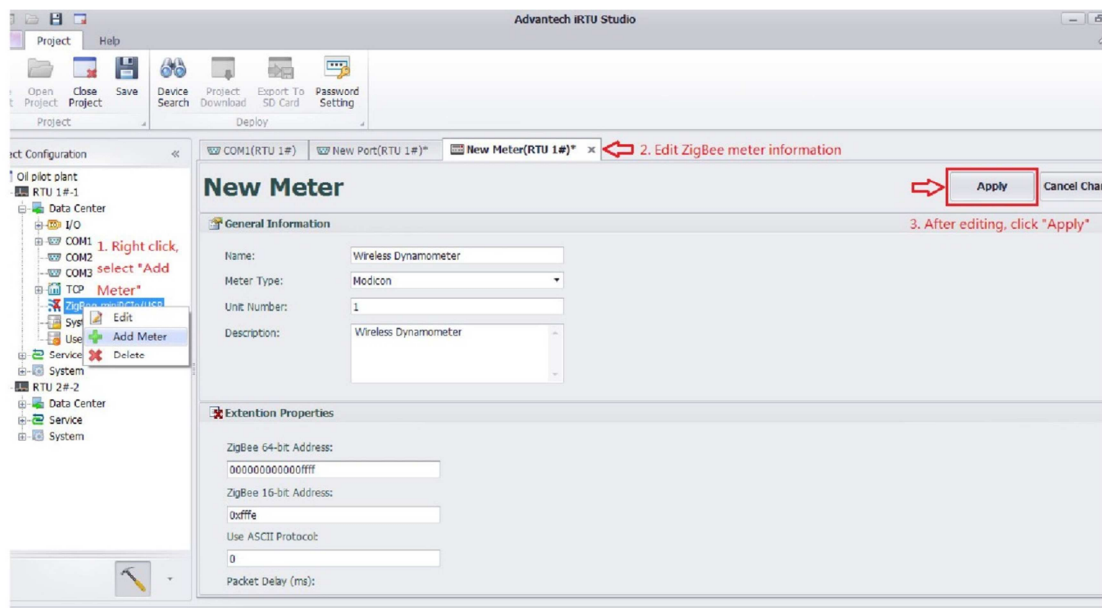 Advantech iRTU Studio
Project Help
Open Project
Close Project
Save
Device Search
Project Download
Export To SD Card
Password Setting
Project
Deploy
ect Configuration
COM1(RTU 1#)
New Port(RTU 1#)*
New Meter(RTU 1#)*
2. Edit ZigBee meter information
Oil pilot plant
RTU 1#-1
Data Center
I/O
COM1
COM2
COM3
TCP
1. Right click,
select "Add
Meter"
Edit
Add Meter
Delete
Service
System
RTU 2#-2
Data Center
Service
System
New Meter
Apply
Cancel Char
3. After editing, click "Apply"
General Information
Name: Wireless Dynamometer
Meter Type: Modicon
Unit Number: 1
Description: Wireless Dynamometer
Extention Properties
ZigBee 64-bit Address:
000000000000ffff
ZigBee 16-bit Address:
0xfffe
Use ASCII Protocol:
0
Packet Delay (ms):